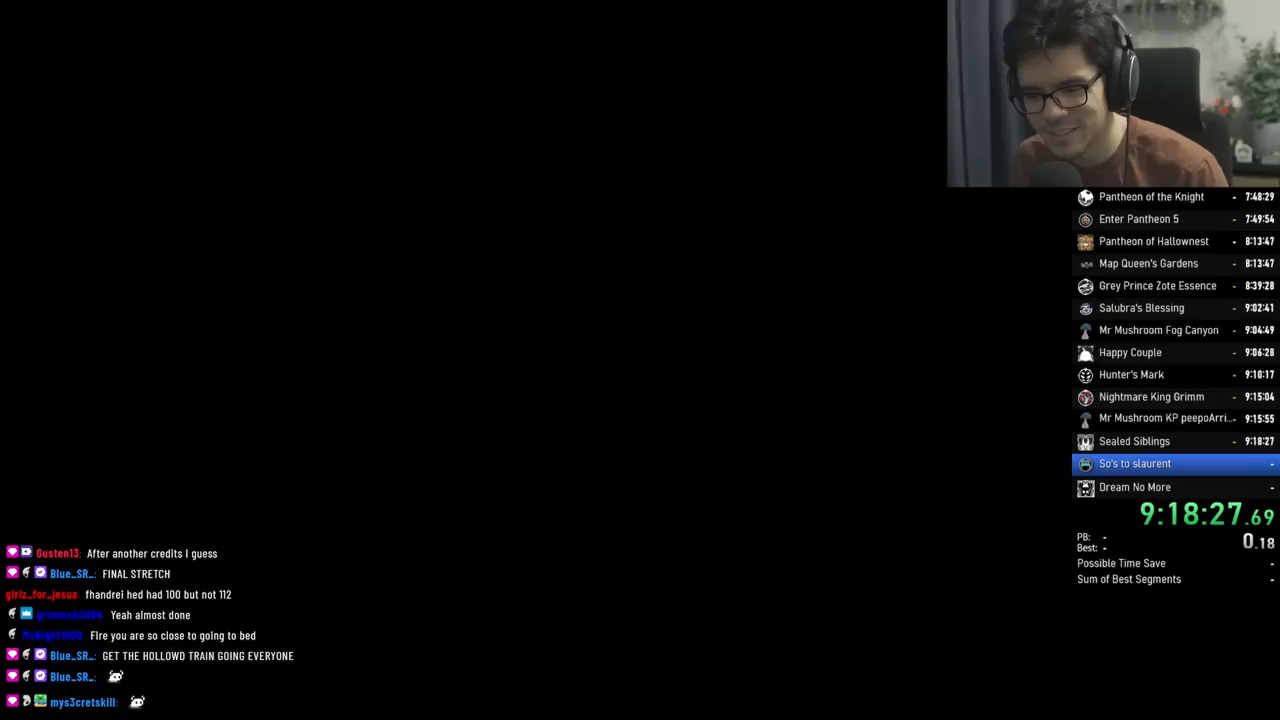 Pantheon of the Knight - 7:48:29
Enter Pantheon 5 - 7:49:54
Pantheon of Hallownest - 8:13:47
Map Queen's Gardens - 8:13:47
Grey Prince Zote Essence - 8:39:28
Salubra's Blessing - 9:02:41
Mr Mushroom Fog Canyon - 9:04:49
Happy Couple - 9:06:28
Hunter's Mark - 9:10:17
Nightmare King Grimm - 9:15:04
Mr Mushroom KP peepoArri... - 9:15:55
Sealed Siblings - 9:18:27
So's to slaurent -
Dream No More -
9:18:27.69
PB: - 0.18
Best: -
Possible Time Save -
Sum of Best Segments -
Gusten13: After another credits I guess
Blue_SR_: FINAL STRETCH
girlz_for_jesuz: fhandrei hed had 100 but not 112
Yeah almost done
FIre you are so close to going to bed
Blue_SR_: GET THE HOLLOWD TRAIN GOING EVERYONE
Blue_SR_:
mys3cretskill: